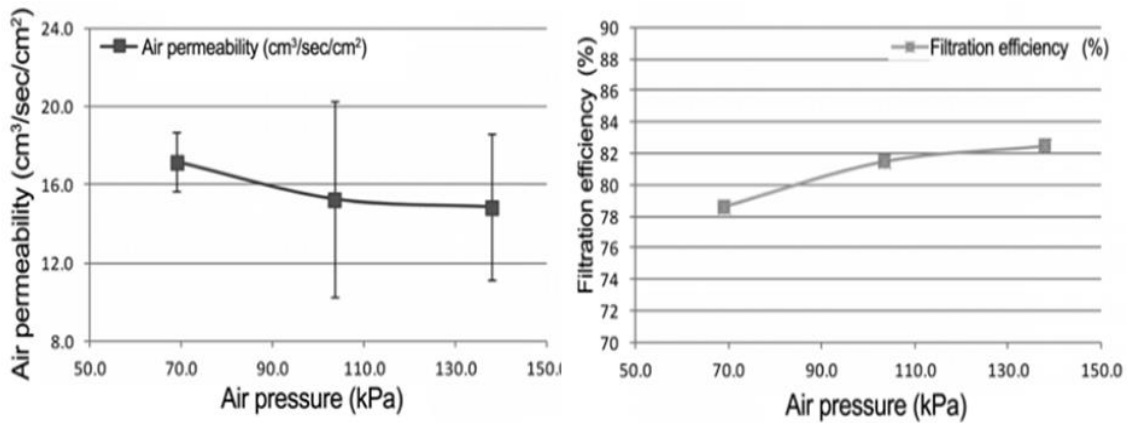 Air permeability (cm³/sec/cm²)
24.0
20.0
16.0
12.0
8.0
Air permeability (cm³/sec/cm²)
50.0 70.0 90.0 110.0 130.0 150.
Air pressure (kPa)
Filtration efficiency (%)
90
88
86
84
82
80
78
76
74
72
70
Filtration efficiency (%)
50.0 70.0 90.0 110.0 130.0 150.0
Air pressure (kPa)